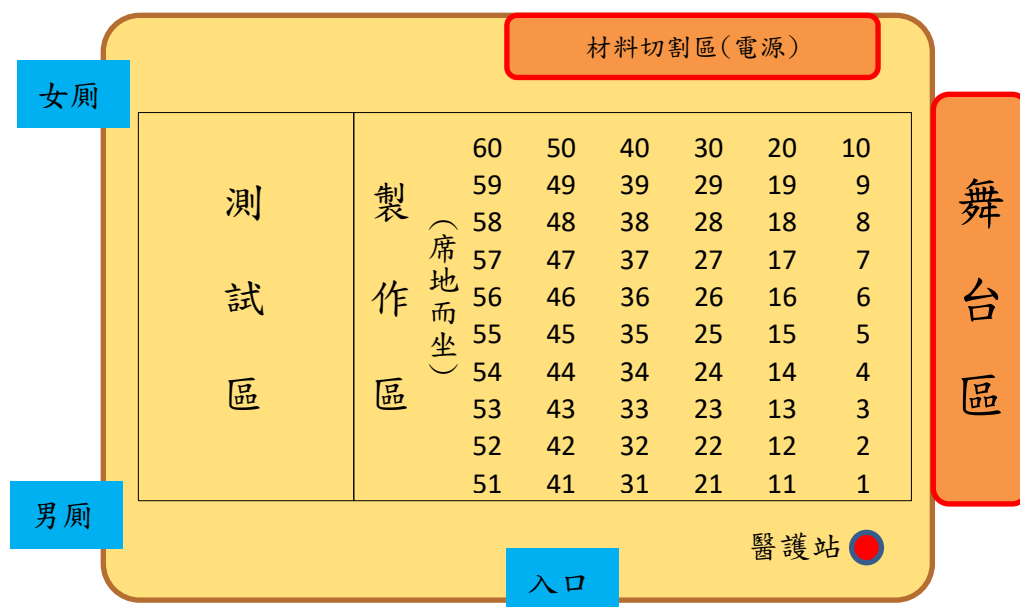 材料切割區(電源)
女厠
測試區
製作區
(席地而坐)
60 50 40 30 20 10
59 49 39 29 19 9
58 48 38 28 18 8
57 47 37 27 17 7
56 46 36 26 16 6
55 45 35 25 15 5
54 44 34 24 14 4
53 43 33 23 13 3
52 42 32 22 12 2
51 41 31 21 11 1
舞台區
男厠
醫護站
入口